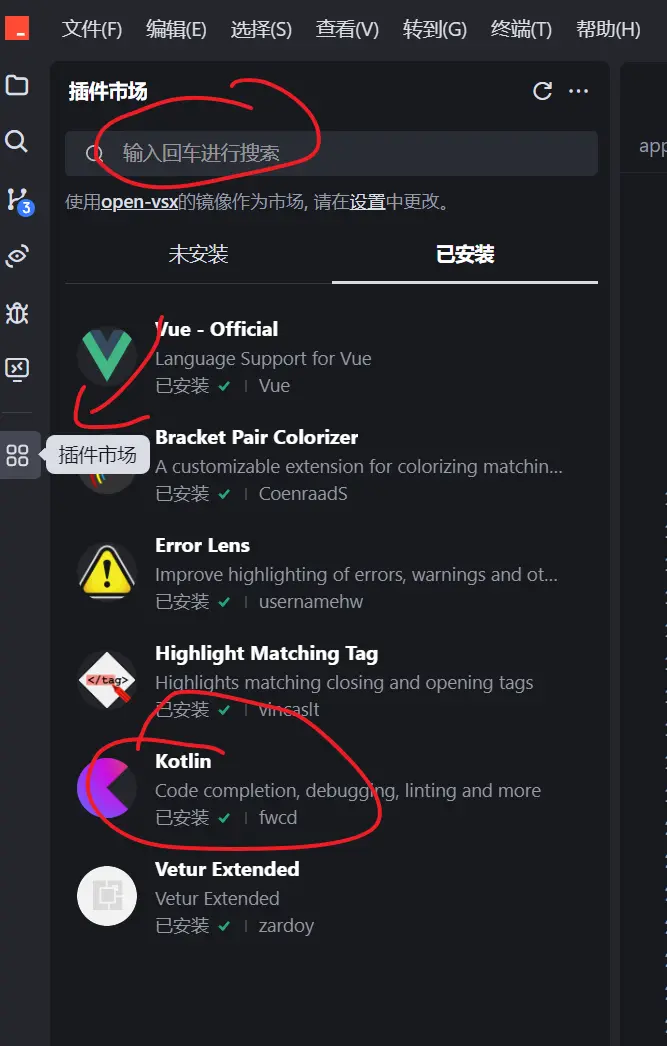 文件(F) 编辑(E) 选择(S) 查看(V) 转到(G) 终端(T) 帮助(H)
插件市场
输入回车进行搜索
app
使用open-vsx的镜像作为市场, 请在设置中更改。
未安装 已安装
Vue - Official
Language Support for Vue
已安装 Vue
3
插件市场
Bracket Pair Colorizer
A customizable extension for colorizing matchin...
已安装 CoenraadS
Error Lens
Improve highlighting of errors, warnings and ot...
已安装 usernamehw
</tag>
Highlight Matching Tag
Highlights matching closing and opening tags
已安装 vincaslt
Kotlin
Code completion, debugging, linting and more
已安装 fwcd
Vetur Extended
Vetur Extended
已安装 zardoy